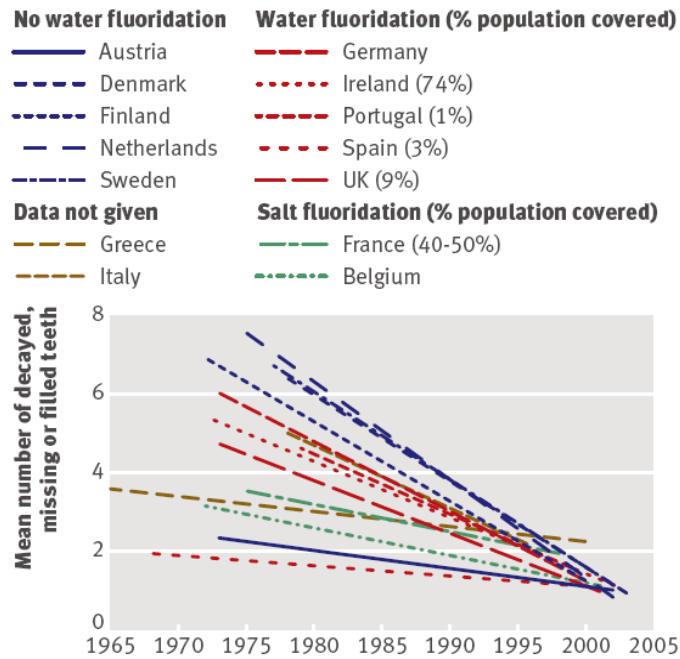 No water fluoridation
Austria
Denmark
Finland
Netherlands
Sweden
Water fluoridation (% population covered)
Germany
Ireland (74%)
Portugal (1%)
Spain (3%)
UK (9%)
Data not given
Greece
Italy
Salt fluoridation (% population covered)
France (40-50%)
Belgium
Mean number of decayed,
missing or filled teeth
8
6
4
2
0
1965 1970 1975 1980 1985 1990 1995 2000 2005